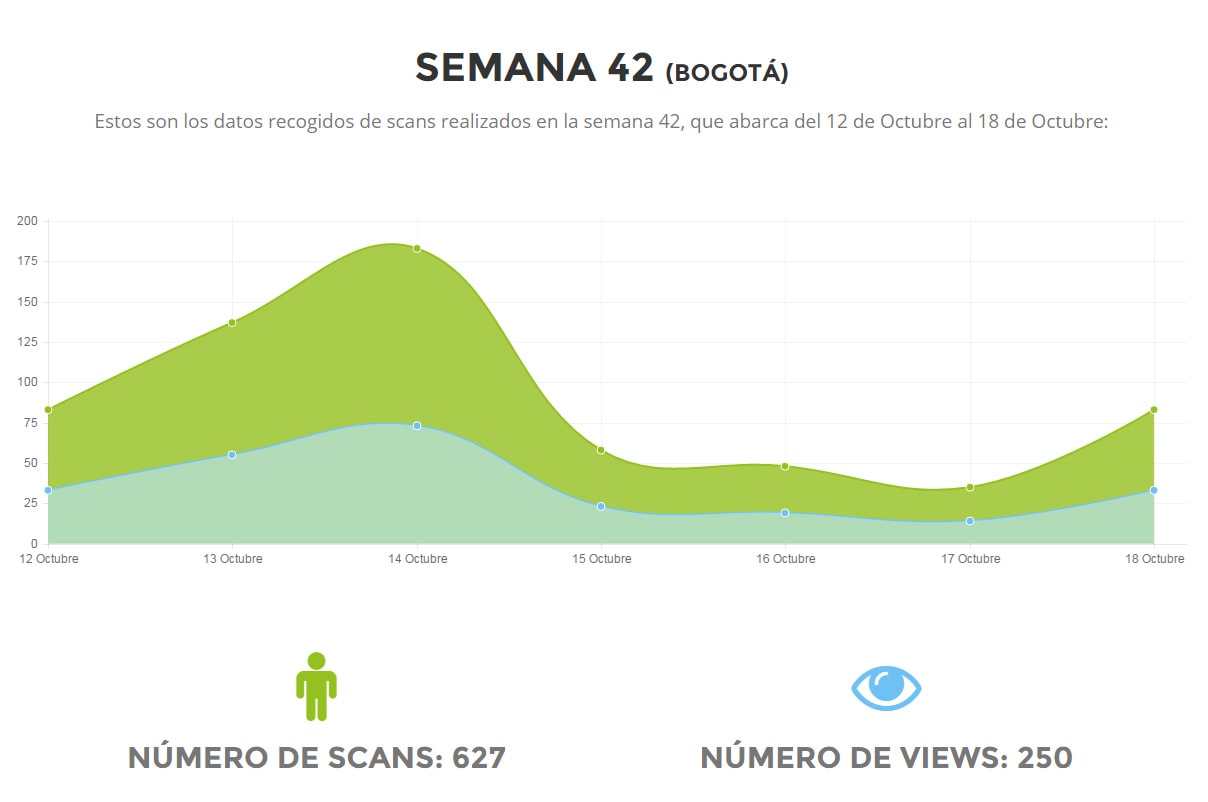 SEMANA 42 (BOGOTÁ)
Estos son los datos recogidos de scans realizados en la semana 42, que abarca del 12 de Octubre al 18 de Octubre:
200
175
150
125
100
75
50
25
0
12 Octubre 13 Octubre 14 Octubre 15 Octubre 16 Octubre 17 Octubre 18 Octubre
NÚMERO DE SCANS: 627 NÚMERO DE VIEWS: 250